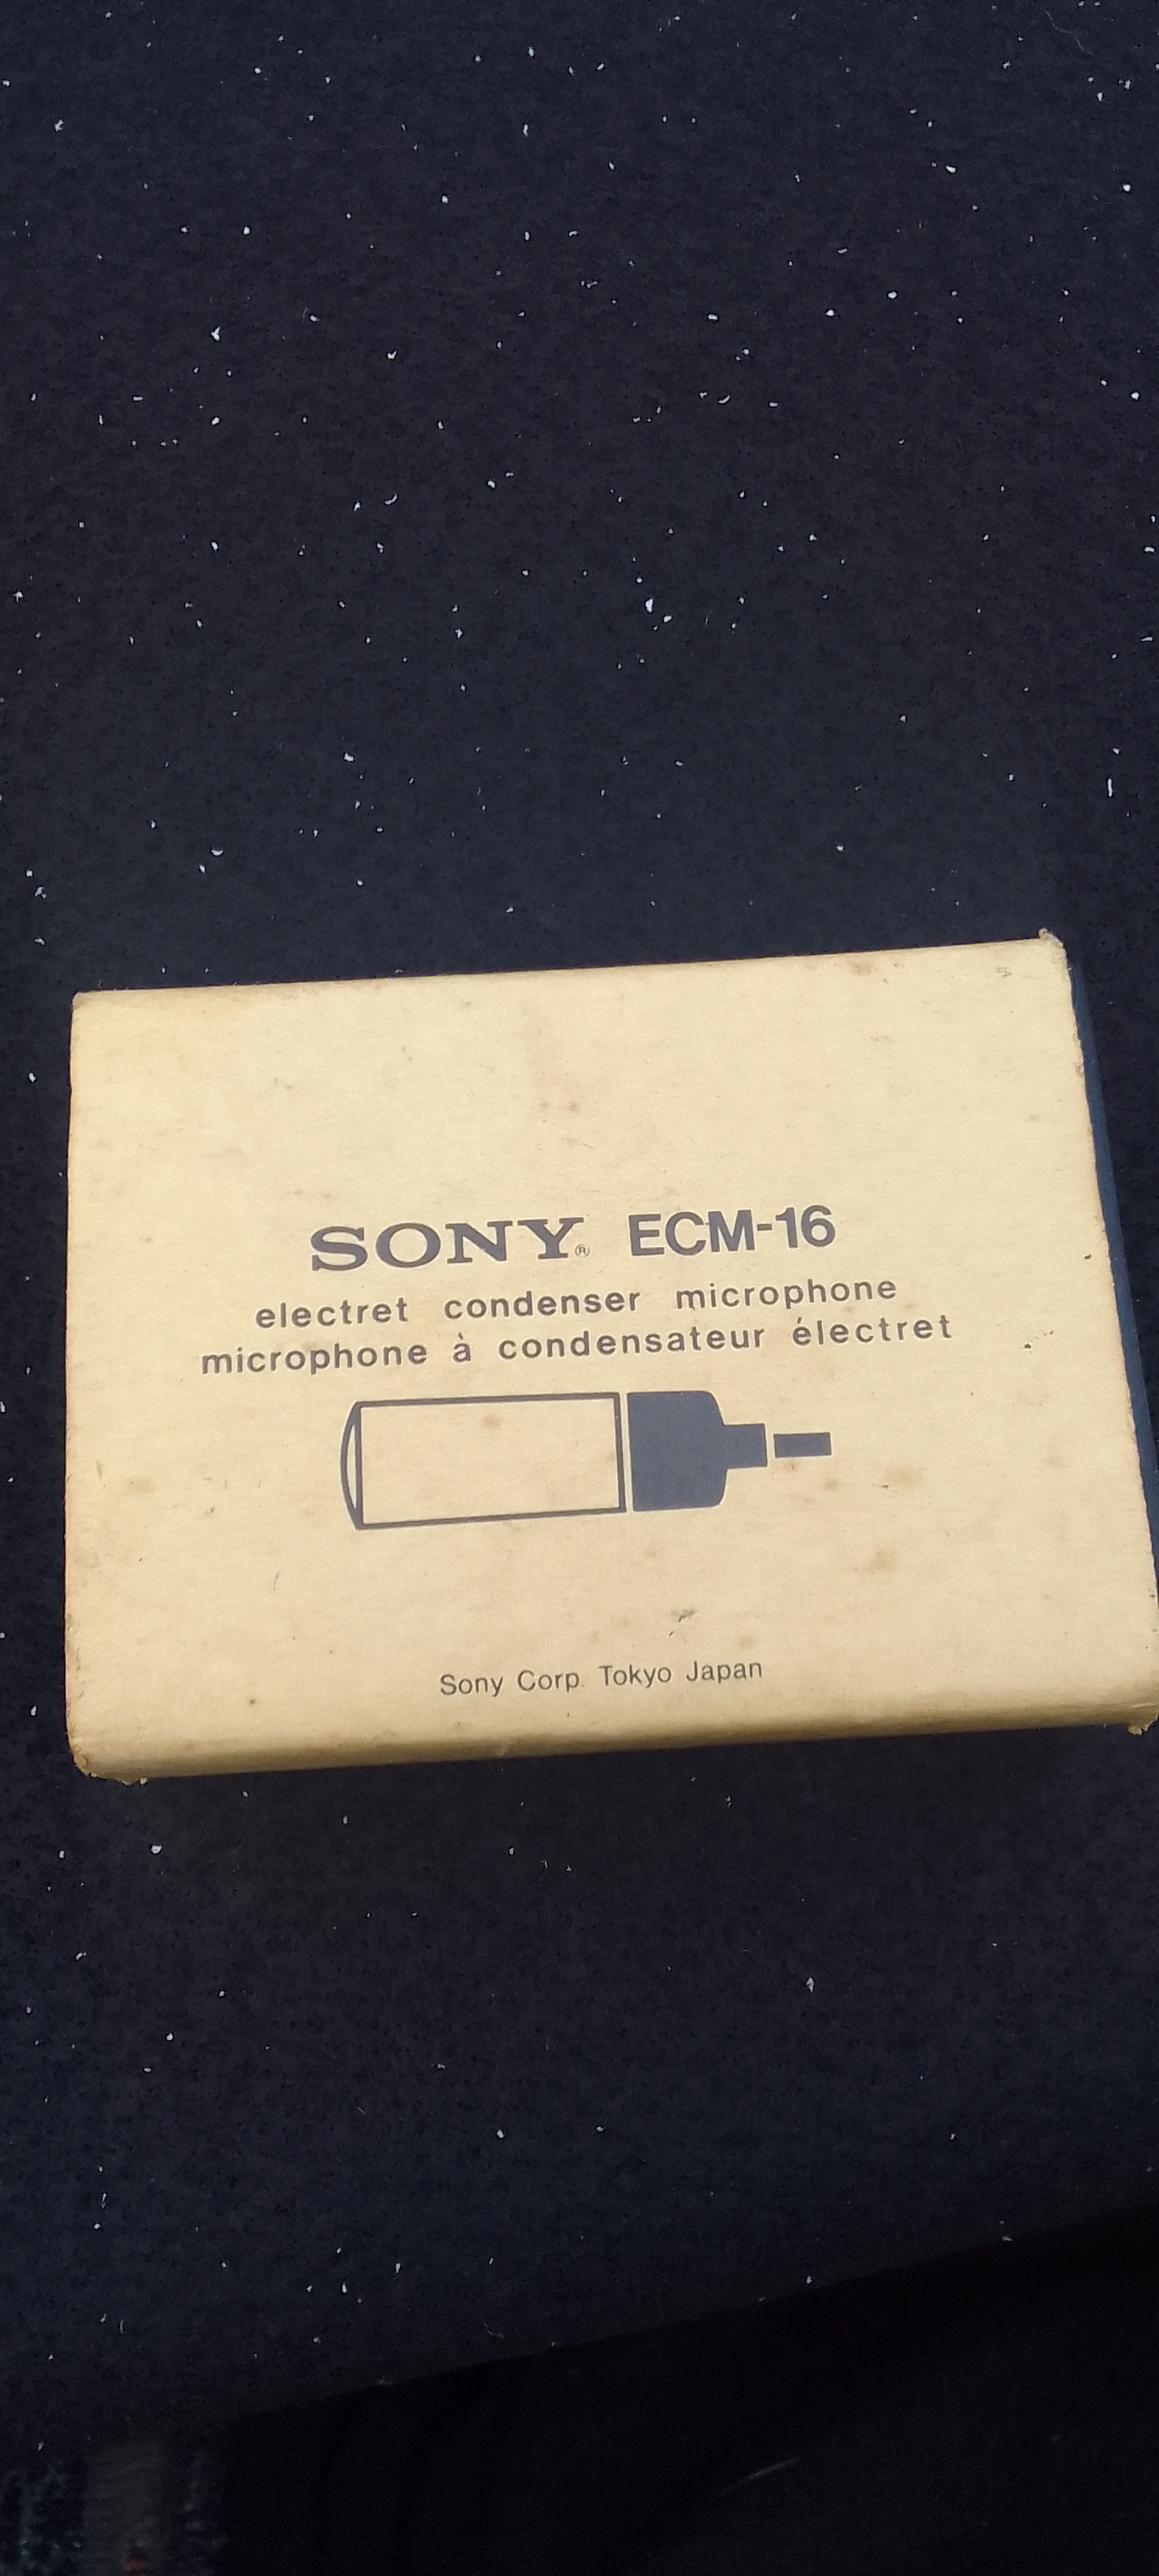 SONY® ECM-16
electret condenser microphone
microphone à condensateur électret
Sony Corp. Tokyo Japan